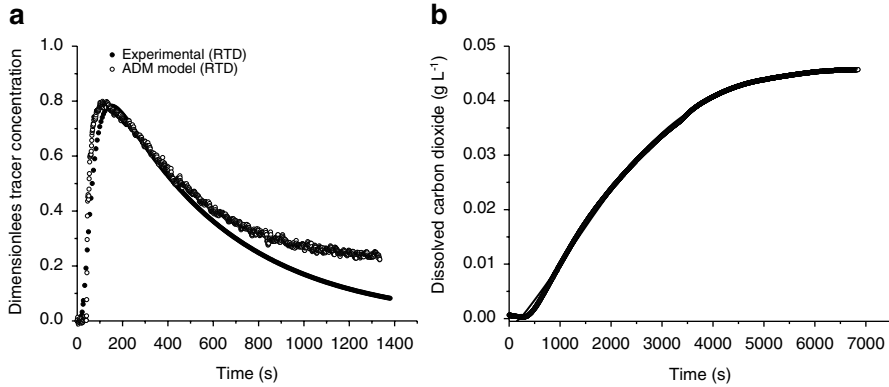 a
b
Dimensionlees tracer concentration
1.0
0.8
0.6
0.4
0.2
0.0
Experimental (RTD)
ADM model (RTD)
0 200 400 600 800 1000 1200 1400
Time (s)
Dissolved carbon dioxide (g L-1)
0.05
0.04
0.03
0.02
0.01
0.00
0 1000 2000 3000 4000 5000 6000 7000
Time (s)